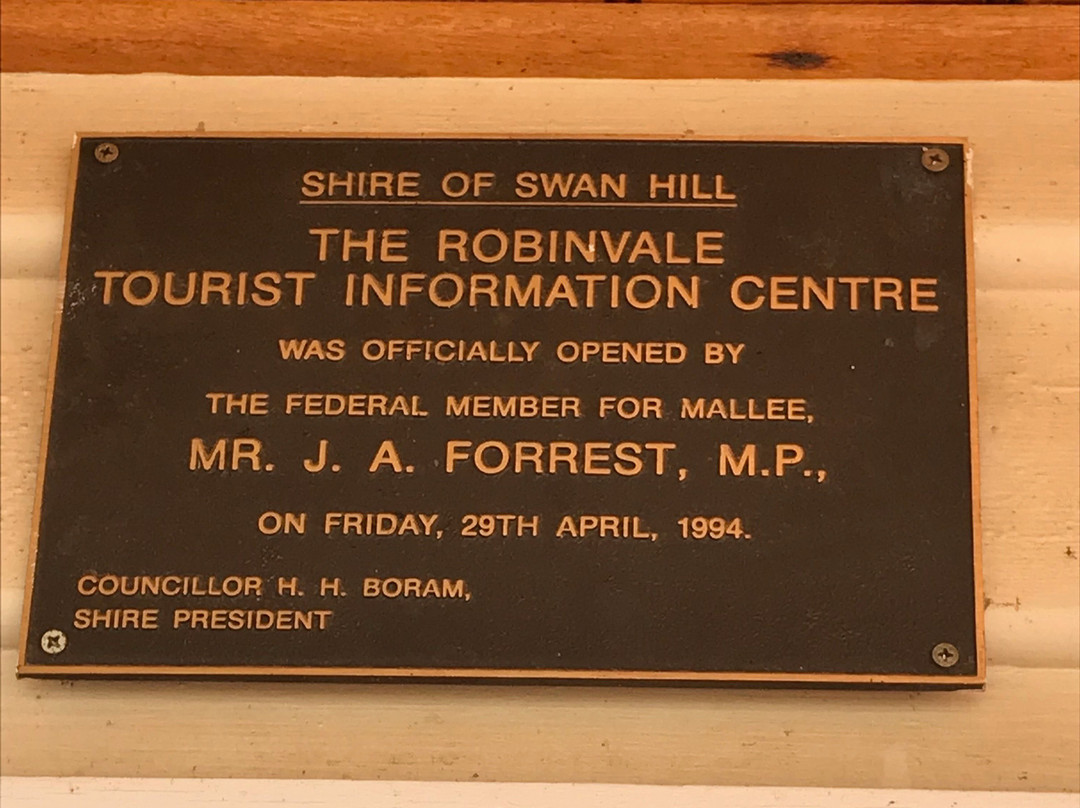 SHIRE OF SWAN HILL
THE ROBINVALE
TOURIST INFORMATION CENTRE
WAS OFFICIALLY OPENED BY
THE FEDERAL MEMBER FOR MALLEE,
MR. J. A. FORREST, M.P.,
ON FRIDAY, 29TH APRIL, 1994.
COUNCILLOR H. H. BORAM,
SHIRE PRESIDENT